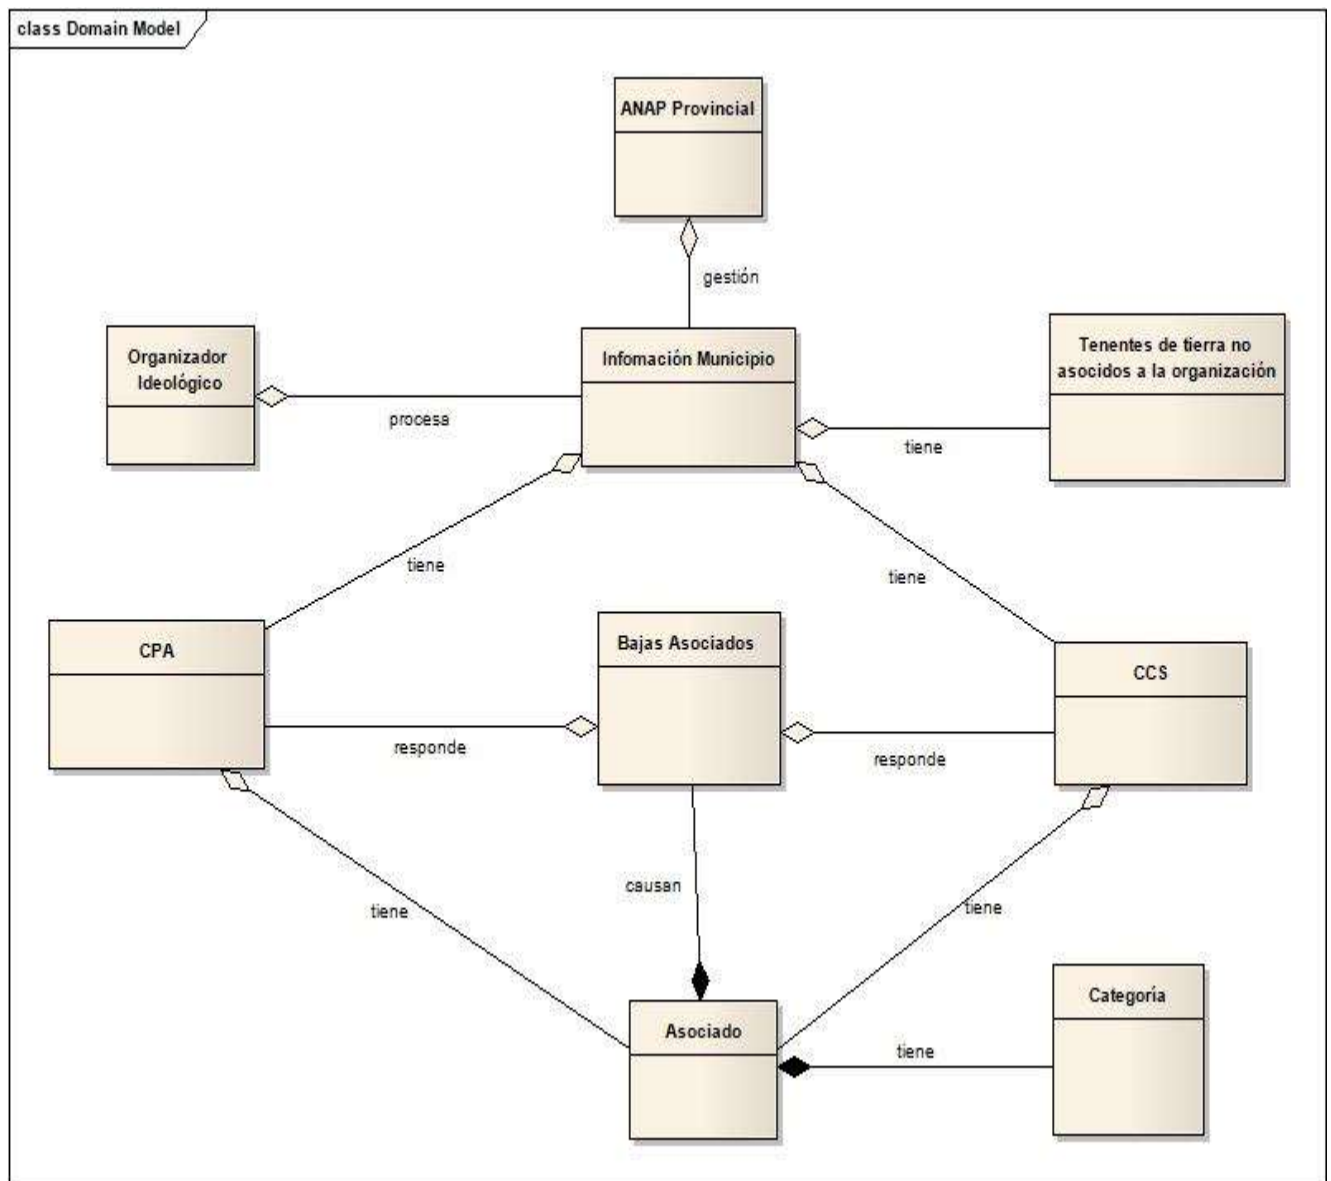 class Domain Model
ANAP Provincial
gestión
Organizador
Ideológico
procesa
Infomación Municipio
Tenentes de tierra no
asocidos a la organización
tiene
tiene
tiene
CPA
Bajas Asociados
CCS
responde
responde
causan
tiene
tiene
Asociado
tiene
Categoría